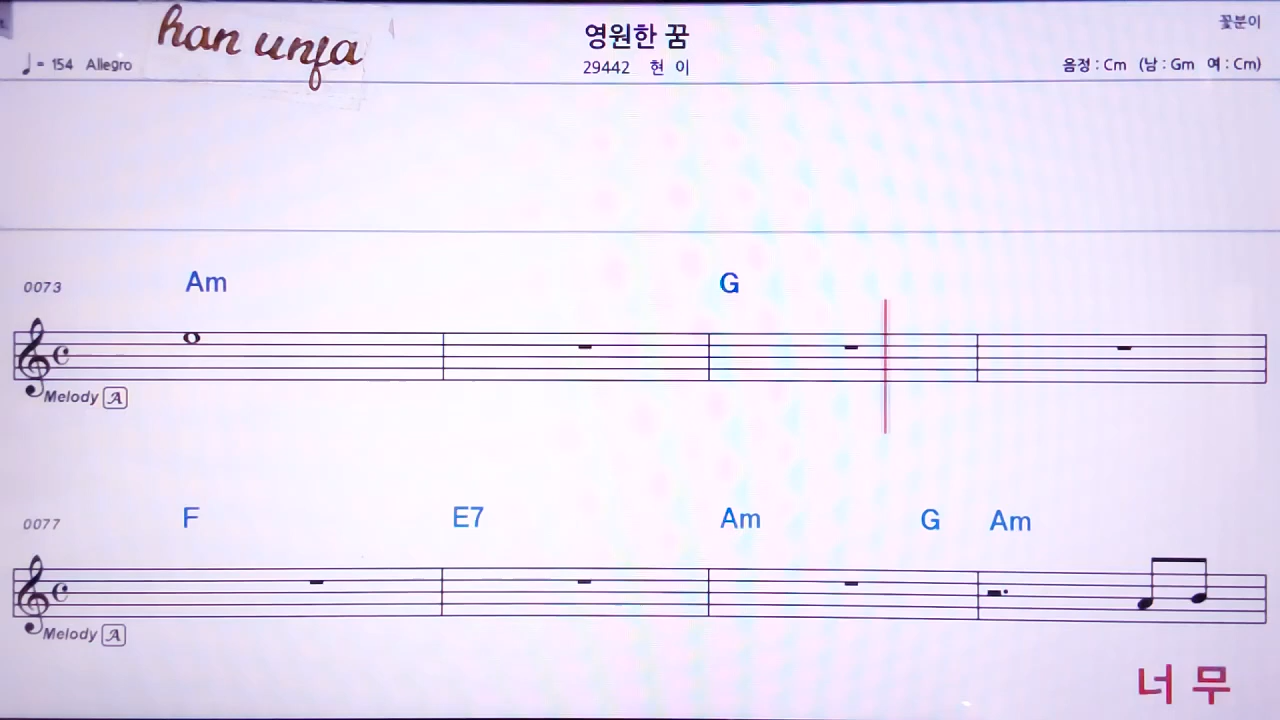 han unfa
영원한 꿈
꽃분이
♩ = 154 Allegro
29442 현 이
음정 : Cm (남 : Gm 여 : Cm)
0073 Am G
Melody A
0077 F E7 Am G Am
Melody A
너 무